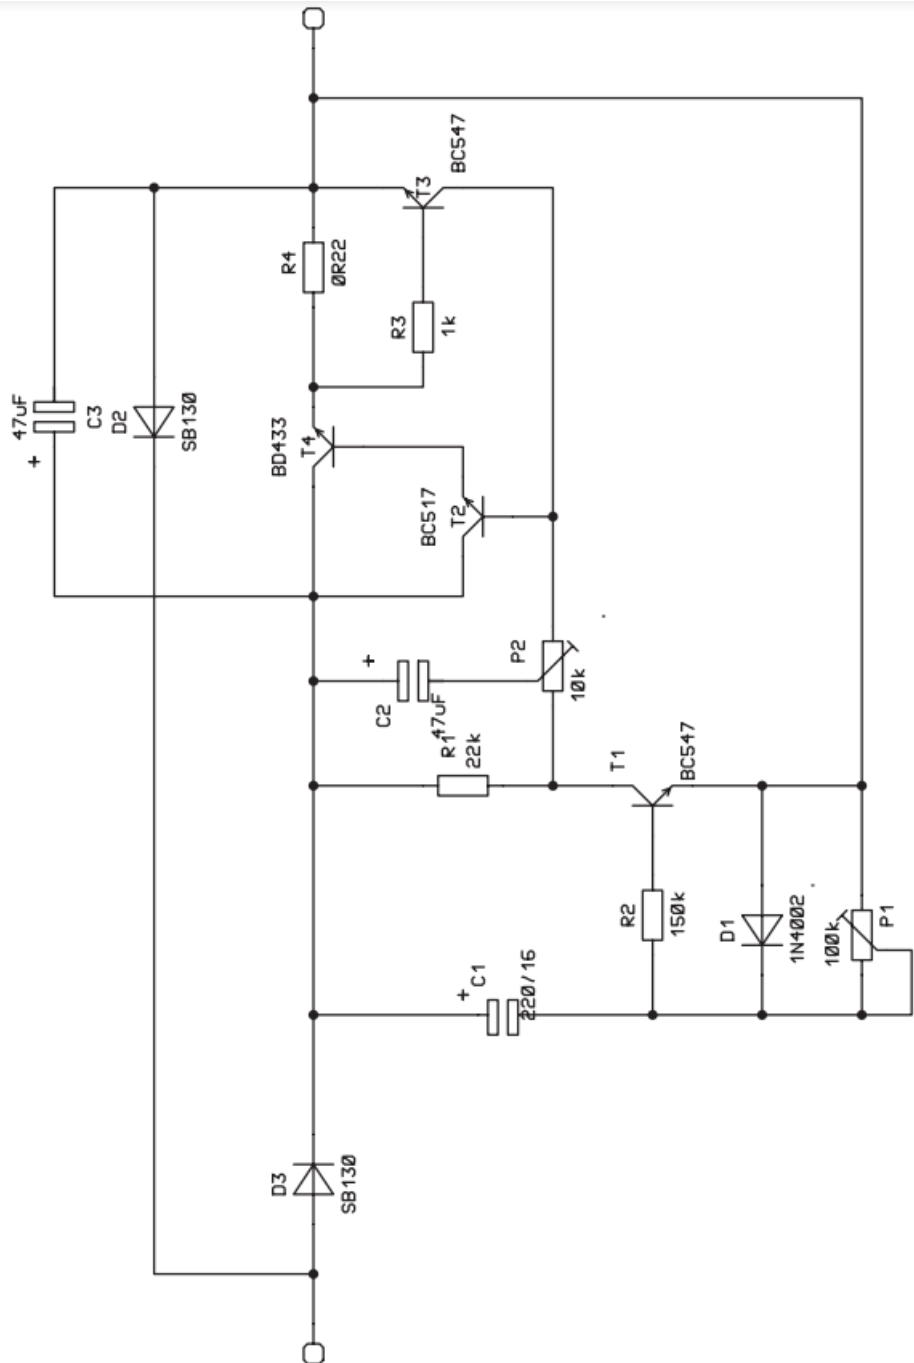 BC547
T3
R4
0R22
R3
1k
47uF
+
C3
D2
SB130
BD433
T4
BC517
T2
+
C2
47uF
P2
10k
R1
22k
T1
BC547
R2
150k
D1
1N4002
100k
P1
+
C1
220/16
D3
SB130